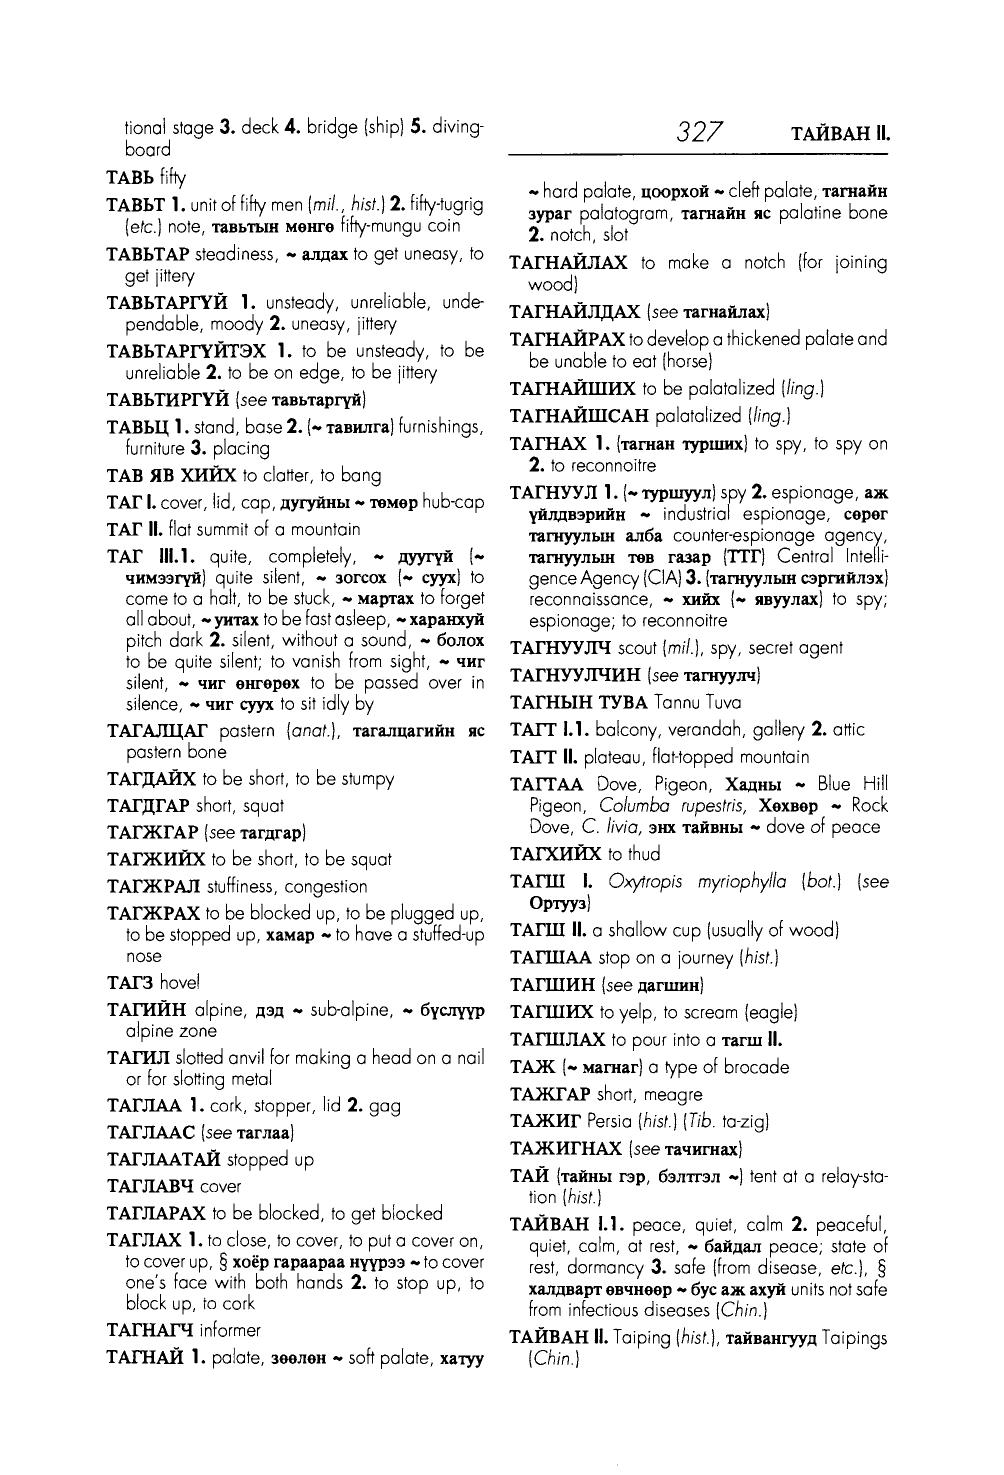 tional stage 3. deck 4. bridge (ship) 5. diving-
board
ТАВЬ fifty
ТАВЬТ 1. unit of fifty men (mil., hist.) 2. fifty-tugrig
(etc.) note, тавьтын мөнгө fifty-mungu coin
ТАВЬТАР steadiness, ~ алдах to get uneasy, to
get jittery
ТАВЬТАРГҮЙ 1. unsteady, unreliable, unde-
pendable, moody 2. uneasy, jittery
ТАВЬТАРГҮЙТЭХ 1. to be unsteady, to be
unreliable 2. to be on edge, to be jittery
ТАВЬТИРГҮЙ (see тавьтаргүй)
ТАВЬЦ 1. stand, base 2. (~ тавилга) furnishings,
furniture 3. placing
ТАВ ЯВ ХИЙХ to clatter, to bang
ТАГ I. cover, lid, cap, дугуйны ~ төмөр hub-cap
ТАГ II. flat summit of a mountain
ТАГ III.1. quite, completely, ~ дуугүй (~
чимээгүй) quite silent, ~ зогсох (~ суух) to
come to a halt, to be stuck, ~ мартах to forget
all about, ~ унтах to be fast asleep, ~ харанхуй
pitch dark 2. silent, without a sound, ~ болох
to be quite silent; to vanish from sight, ~ чиг
silent, ~ чиг өнгөрөх to be passed over in
silence, ~ чиг суух to sit idly by
ТАГАЛЦАГ pastern (anat.), тагалцагийн яс
pastern bone
ТАГДАЙХ to be short, to be stumpy
ТАГДГАР short, squat
ТАГЖГАР (see тагдгар)
ТАГЖИЙХ to be short, to be squat
ТАГЖРАЛ stuffiness, congestion
ТАГЖРАХ to be blocked up, to be plugged up,
to be stopped up, хамар ~ to have a stuffed-up
nose
ТАГЗ hovel
ТАГИЙН alpine, дэд ~ sub-alpine, ~ бүслүүр
alpine zone
ТАГИЛ slotted anvil for making a head on a nail
or for slotting metal
ТАГЛАА 1. cork, stopper, lid 2. gag
ТАГЛААС (see таглаа)
ТАГЛААТАЙ stopped up
ТАГЛАВЧ cover
ТАГЛАРАХ to be blocked, to get blocked
ТАГЛАХ 1. to close, to cover, to put a cover on,
to cover up, § хоёр гараараа нүүрээ ~ to cover
one's face with both hands 2. to stop up, to
block up, to cork
ТАГНАГЧ informer
ТАГНАЙ 1. palate, зөөлөн ~ soft palate, хатуу
327 ТАЙВАН II.
~ hard palate, цоорхой ~ cleft palate, тагнайн
зураг palatogram, тагнайн яс palatine bone
2. notch, slot
ТАГНАЙЛАХ to make a notch (for joining
wood)
ТАГНАЙЛДАХ (see тагнайлах)
ТАГНАЙРАХ to develop a thickened palate and
be unable to eat (horse)
ТАГНАЙШИХ to be palatalized (ling.)
ТАГНАЙШСАН palatalized (ling.)
ТАГНАХ 1. (тагнан турших) to spy, to spy on
2. to reconnoitre
ТАГНУУЛ 1. (~ туршуул) spy 2. espionage, аж
үйлдвэрийн ~ industrial espionage, сөрөг
тагнуулын алба counter-espionage agency,
тагнуулын төв газар (ТТГ) Central Intelli-
gence Agency (CIA) 3. (тагнуулын сэргийлэх)
reconnaissance, ~ хийх (~ явуулах) to spy;
espionage; to reconnoitre
ТАГНУУЛЧ scout (mil.), spy, secret agent
ТАГНУУЛЧИН (see тагнуулч)
ТАГНЫН ТУВА Tannu Tuva
ТАГТ I.1. balcony, verandah, gallery 2. attic
ТАГТ II. plateau, flat-topped mountain
ТАГТАА Dove, Pigeon, Хадны ~ Blue Hill
Pigeon, Columba rupestris, Хөхвөр ~ Rock
Dove, C. livia, энх тайвны ~ dove of peace
ТАГХИЙХ to thud
ТАГШ I. Oxytropis myriophylla (bot.) (see
Ортууз)
ТАГШ II. a shallow cup (usually of wood)
ТАГШАА stop on a journey (hist.)
ТАГШИН (see дагшин)
ТАГШИХ to yelp, to scream (eagle)
ТАГШЛАХ to pour into a тагш II.
ТАЖ (~ магнаг) a type of brocade
ТАЖГАР short, meagre
ТАЖИГ Persia (hist.) (Tib. ta-zig)
ТАЖИГНАХ (see тачигнах)
ТАЙ (тайны гэр, бэлтгэл ~) tent at a relay-sta-
tion (hist.)
ТАЙВАН I.1. peace, quiet, calm 2. peaceful,
quiet, calm, at rest, ~ байдал peace; state of
rest, dormancy 3. safe (from disease, etc.), §
халдварт өвчнөөр ~ бус аж ахуй units not safe
from infectious diseases (Chin.)
ТАЙВАН II. Taiping (hist.), тайвангууд Taipings
(Chin.)